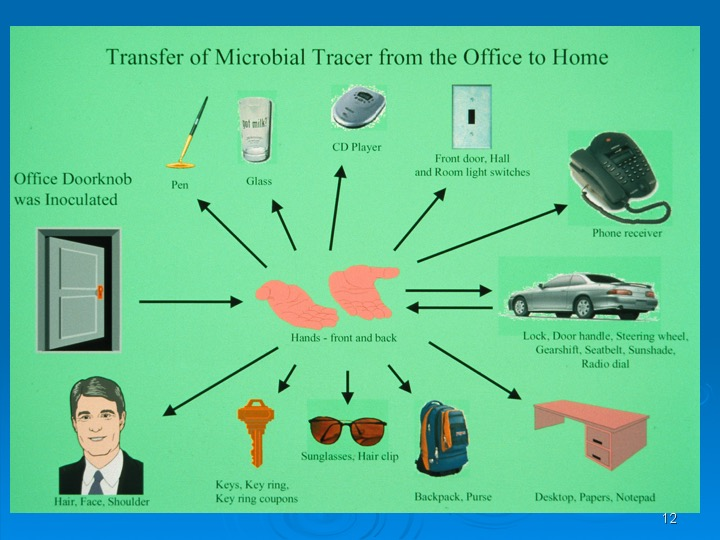 Transfer of Microbial Tracer from the Office to Home
got milk?
CD Player
Front door, Hall
and Room light switches
Office Doorknob
was Inoculated
Pen
Glass
Phone receiver
Hands - front and back
Lock, Door handle, Steering wheel,
Gearshift, Seatbelt, Sunshade,
Radio dial
Sunglasses, Hair clip
Hair, Face, Shoulder
Keys, Key ring,
Key ring coupons
Backpack, Purse
Desktop, Papers, Notepad
12